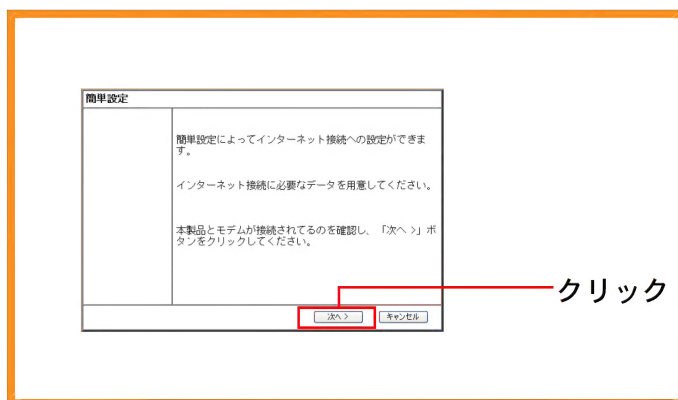 簡単設定
簡単設定によってインターネット接続への設定ができま
す。
インターネット接続に必要なデータを用意してください。
本製品とモデムが接続されてるのを確認し、「次へ >」ボ
タンをクリックしてください。
次へ >
キャンセル
クリック